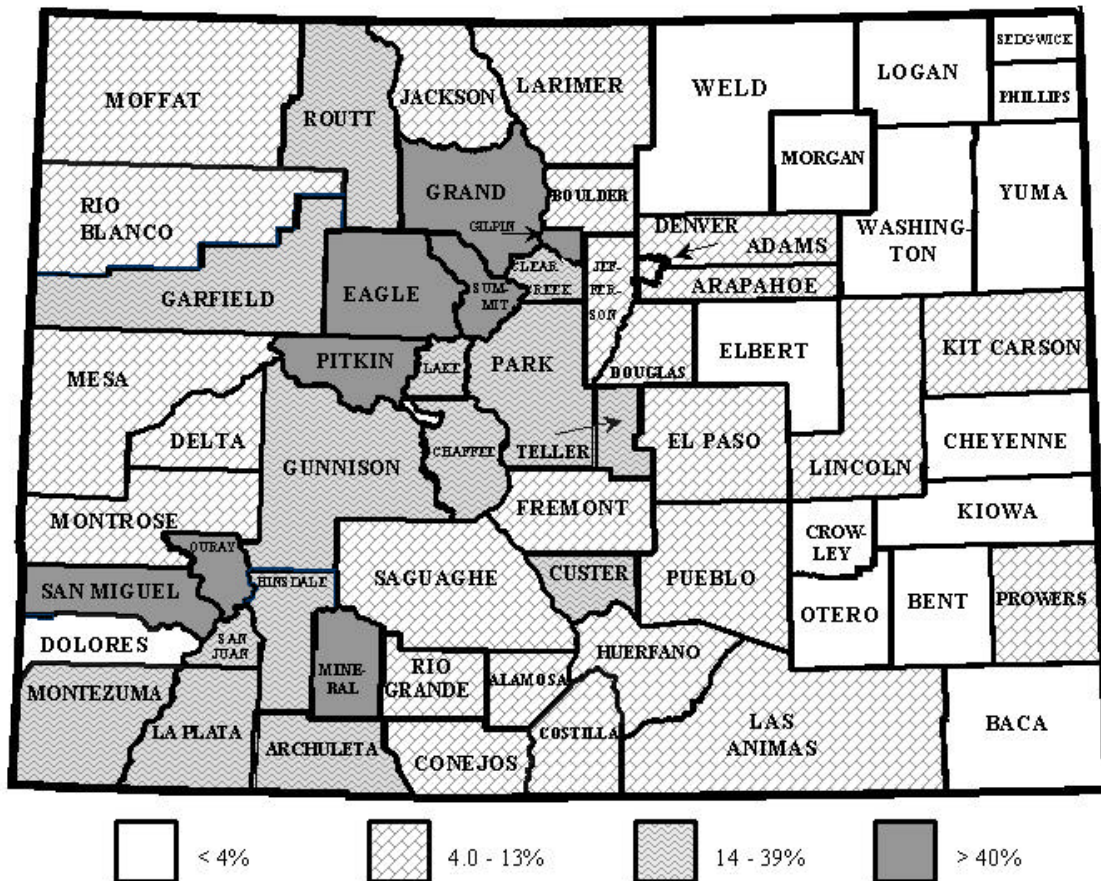 SEDGWICK
LOGAN
WELD
LARIMER
MOFFAT
JACKSON
PHILLIPS
ROUTT
MORGAN
GRAND
BOULDER
YUMA
RIO
BLANCO
GILPIN
DENVER
WASHING-
TON
ADAMS
CLEAR
CREEK
JEF-
FER-
SON
ARAPAHOE
EAGLE
SUM-
MIT
GARFIELD
ELBERT
KIT CARSON
PITKIN
LAKE
PARK
DOUGLAS
MESA
DELTA
EL PASO
CHEYENNE
GUNNISON
CHAFFEE
TELLER
LINCOLN
FREMONT
MONTROSE
KIOWA
CROW-
LEY
OURAY
HINSDALE
SAGUAGHE
CUSTER
PUEBLO
SAN MIGUEL
OTERO
BENT
PROWERS
DOLORES
SAN
JUAN
HUERFANO
MINE-
RAL
RIO
GRANDE
ALAMOSA
MONTEZUMA
LA PLATA
ARCHULETA
CONEJOS
COSTILLA
LAS
ANIMAS
BACA
< 4%
4.0 - 13%
14 - 39%
> 40%